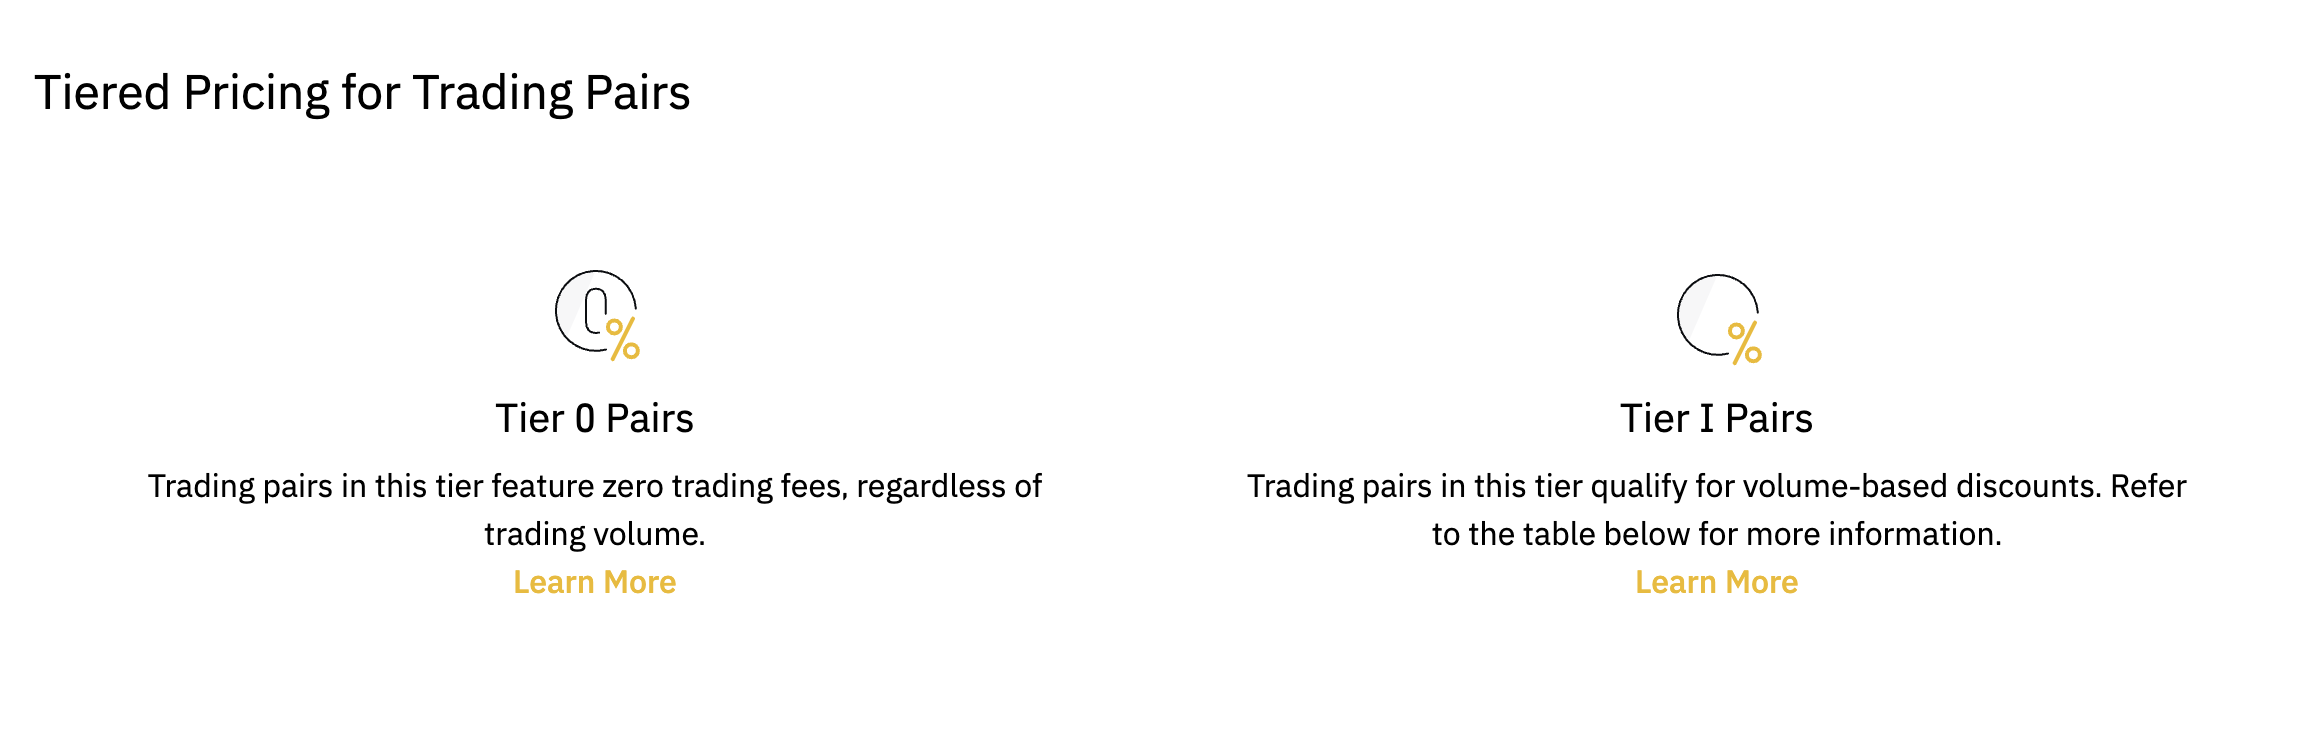 Tiered Pricing for Trading Pairs
0%
%
Tier 0 Pairs
Tier I Pairs
Trading pairs in this tier feature zero trading fees, regardless of
trading volume.
Learn More
Trading pairs in this tier qualify for volume-based discounts. Refer
to the table below for more information.
Learn More